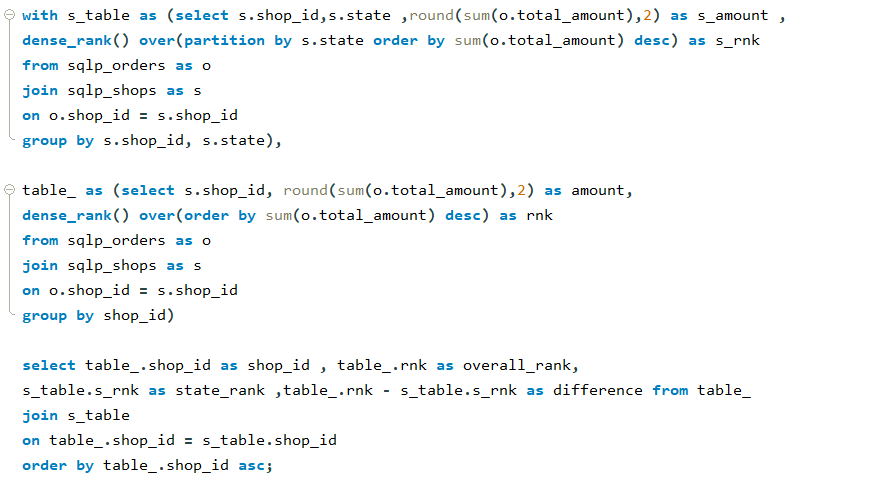 with s_table as (select s.shop_id,s.state ,round(sum(o.total_amount),2) as s_amount ,
dense_rank() over(partition by s.state order by sum(o.total_amount) desc) as s_rnk
from sqlp_orders as o
join sqlp_shops as s
on o.shop_id = s.shop_id
group by s.shop_id, s.state),
table_ as (select s.shop_id, round(sum(o.total_amount),2) as amount,
dense_rank() over(order by sum(o.total_amount) desc) as rnk
from sqlp_orders as o
join sqlp_shops as s
on o.shop_id = s.shop_id
group by shop_id)
select table_.shop_id as shop_id , table_.rnk as overall_rank,
s_table.s_rnk as state_rank ,table_.rnk - s_table.s_rnk as difference from table_
join s_table
on table_.shop_id = s_table.shop_id
order by table_.shop_id asc;